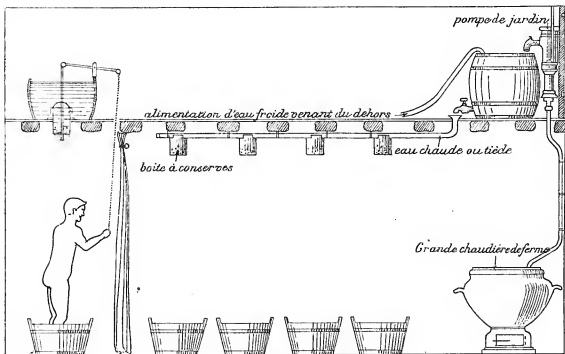 pompe de jardin
alimentation d'eau froide venant du dehors
eau chaude ou tiède
boite à conserves
Grande chaudière de ferme